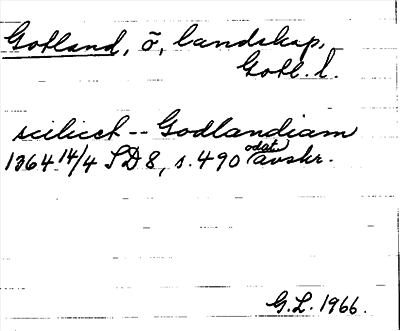 Gotland, ö, landskap,
Gotl. l.
scilicet -- Godlandiam
1364 14/4 SD 8, s. 490 odat. avskr.
G.L. 1966.